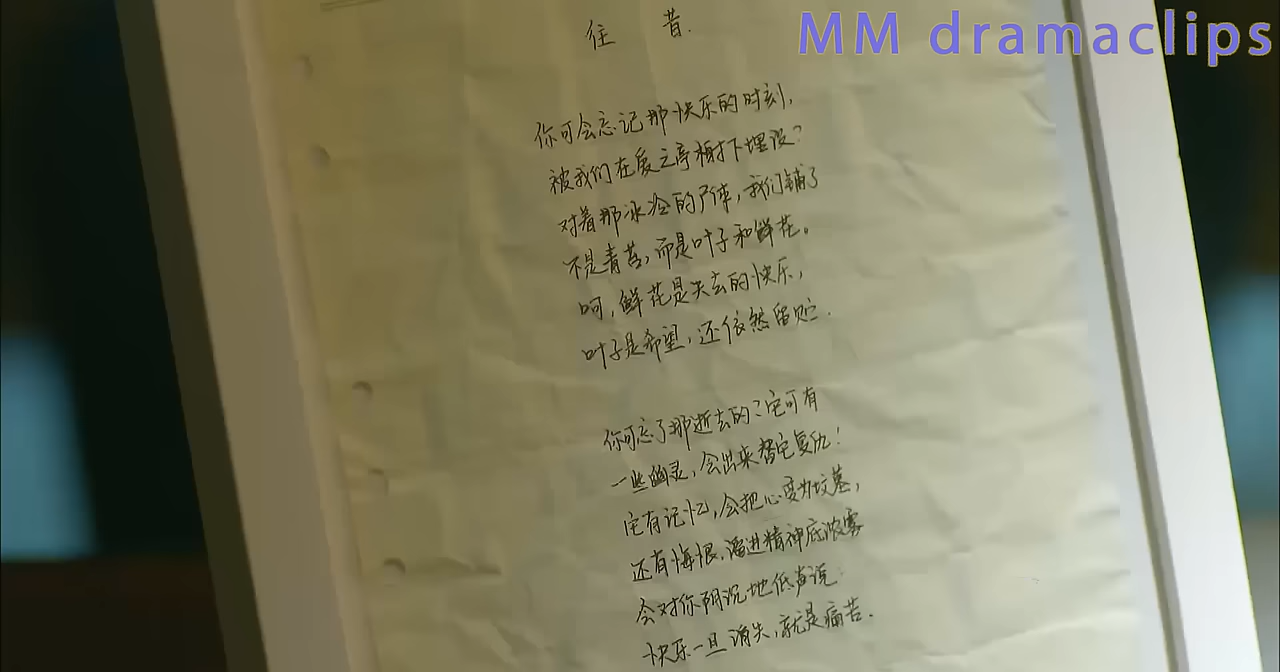 MM dramaclips
往昔.
你可会忘记那快乐的时刻,
被我们在爱之亭榭下埋没?
对着那冰冷的尸体,我们铺了
不是青苔,而是叶子和鲜花。
呵,鲜花是失去的快乐,
叶子是希望,还依然留贮.
你可忘了那逝去的?它可有
一些幽灵,会出来替它复仇!
它有记忆,会把心变为坟墓,
还有悔恨,溜进精神底浓雾
会对你阴沉地低声说:
快乐一旦消失,就是痛苦.